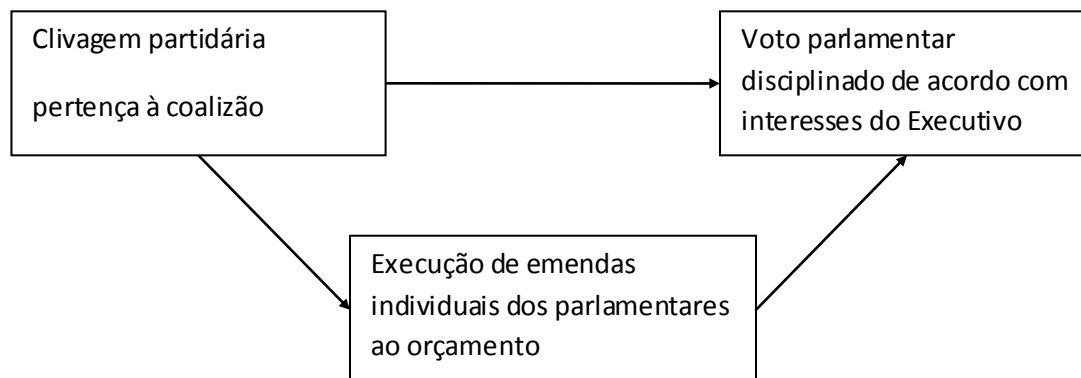 Clivagem partidária
pertença à coalizão
Voto parlamentar
disciplinado de acordo com
interesses do Executivo
Execução de emendas
individuais dos parlamentares
ao orçamento